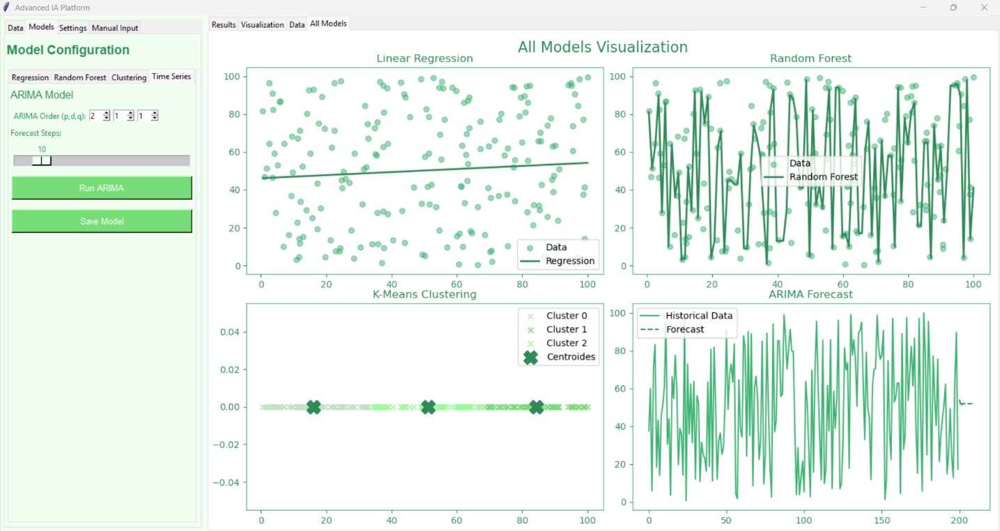 Advanced IA Platform
Data Models Settings Manual Input
Model Configuration
Regression Random Forest Clustering Time Series
ARIMA Model
ARIMA Order (p,d,q): 2 1 1
Forecast Steps:
10
Run ARIMA
Save Model
Results Visualization Data All Models
All Models Visualization
Linear Regression
100
80
60
40
20
0
0 20 40 60 80 100
Data
Regression
Random Forest
100
80
60
40
20
0
0 20 40 60 80 100
Data
Random Forest
K-Means Clustering
0.04
0.02
0.00
−0.02
−0.04
0 20 40 60 80 100
Cluster 0
Cluster 1
Cluster 2
Centroides
ARIMA Forecast
100
80
60
40
20
0
0 50 100 150 200
Historical Data
Forecast